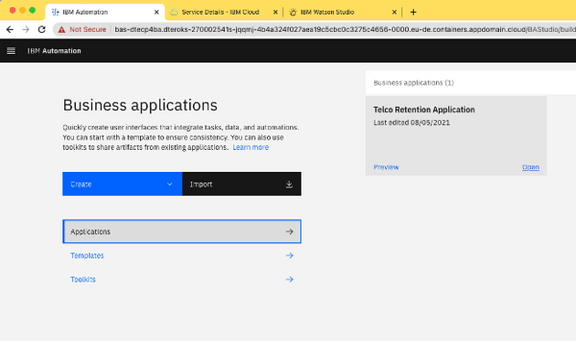 IBM Automation
Service Details - IBM Cloud
IBM Watson Studio
Not Secure
bas-dtecp4ba.dteroks-270002541s-jqqmj-4b4a324f027aea19c5cbc0c3275c4656-0000.eu-de.containers.appdomain.cloud/BAStudio/build
IBM Automation
Business applications
Quickly create user interfaces that integrate tasks, data, and automations.
You can start with a template to ensure consistency. You can also use
toolkits to share artifacts from existing applications. Learn more
Create
Import
Applications
Templates
Toolkits
Business applications (1)
Telco Retention Application
Last edited 08/05/2021
Preview
Open